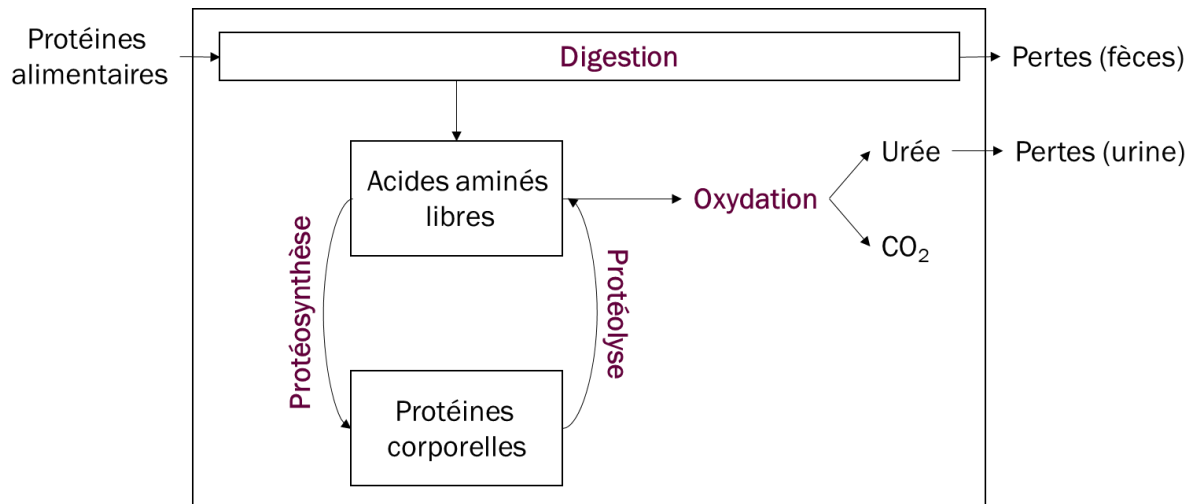 Protéines
alimentaires
Digestion
Pertes (fèces)
Acides aminés
libres
Oxydation
Urée
Pertes (urine)
CO₂
Protéosynthèse
Protéolyse
Protéines
corporelles